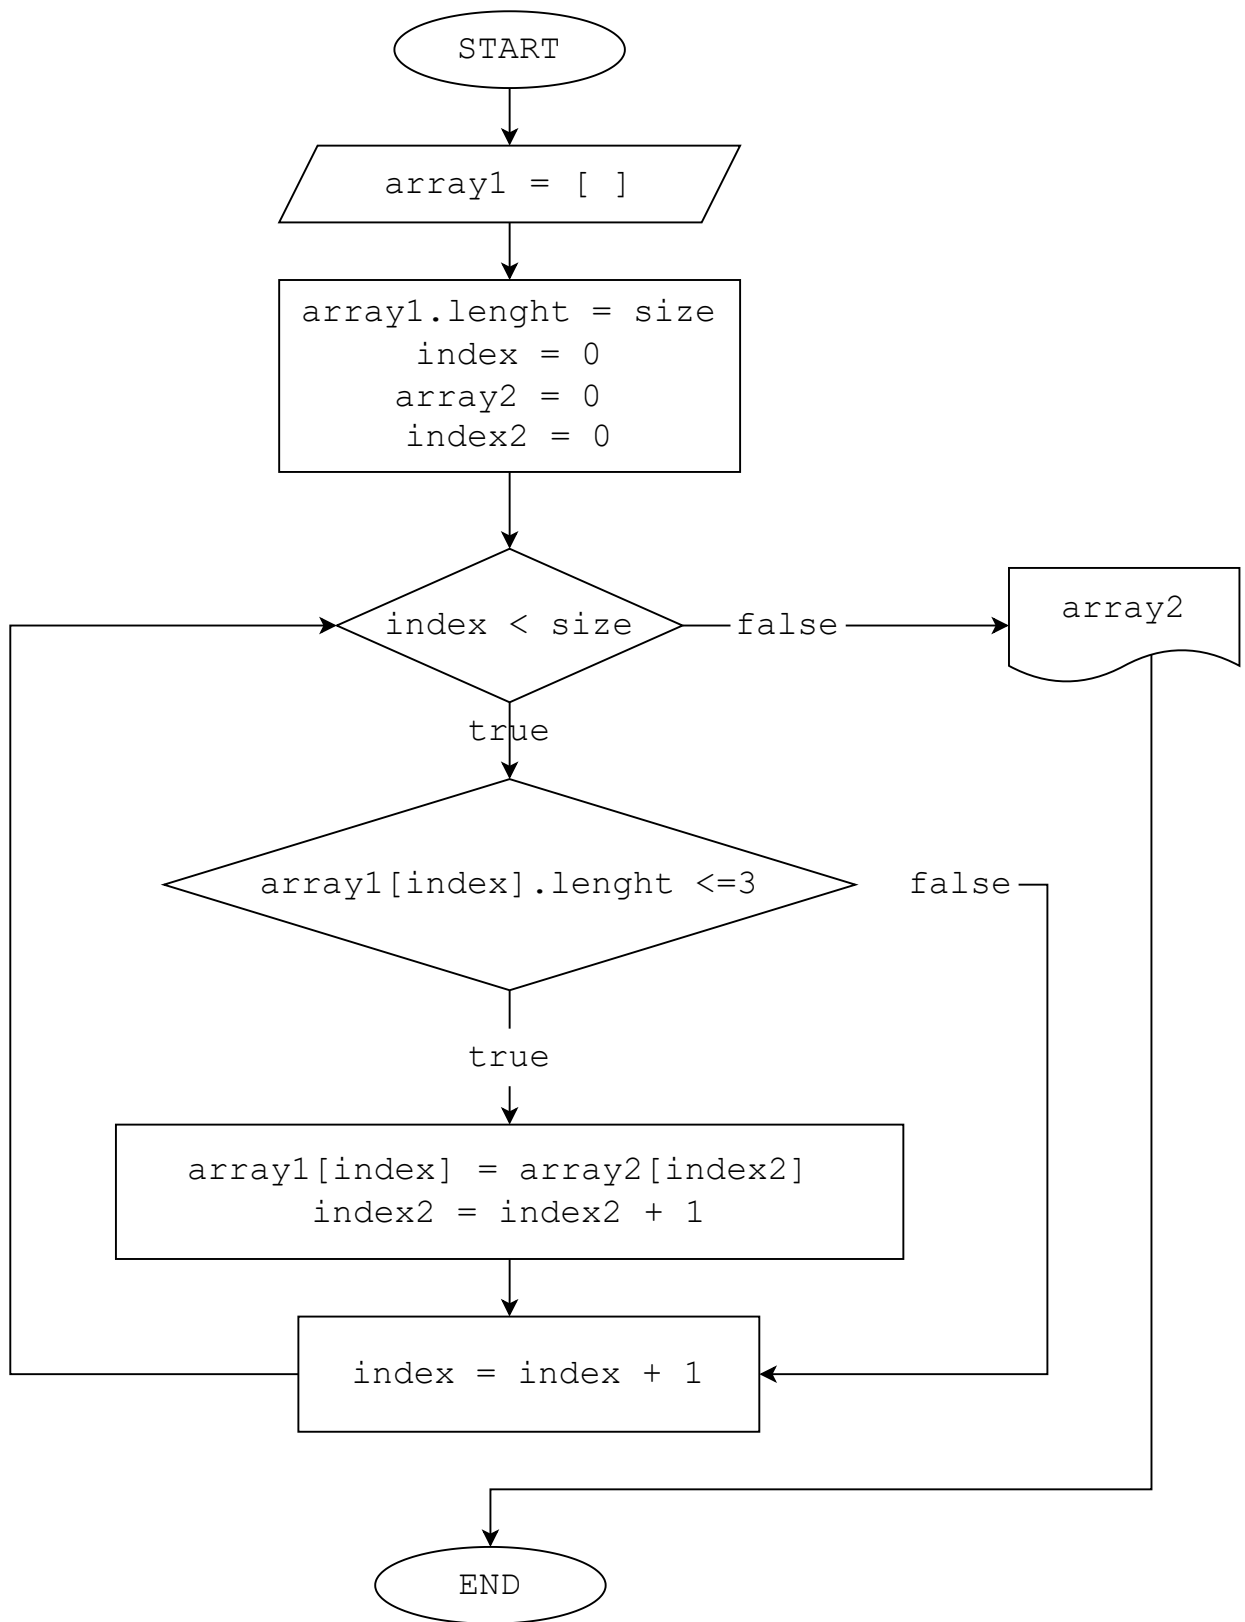 START
array1 = [ ]
array1.lenght = size
index = 0
array2 = 0
index2 = 0
index < size
false
array2
true
array1[index].lenght <=3
false
true
array1[index] = array2[index2]
index2 = index2 + 1
index = index + 1
END